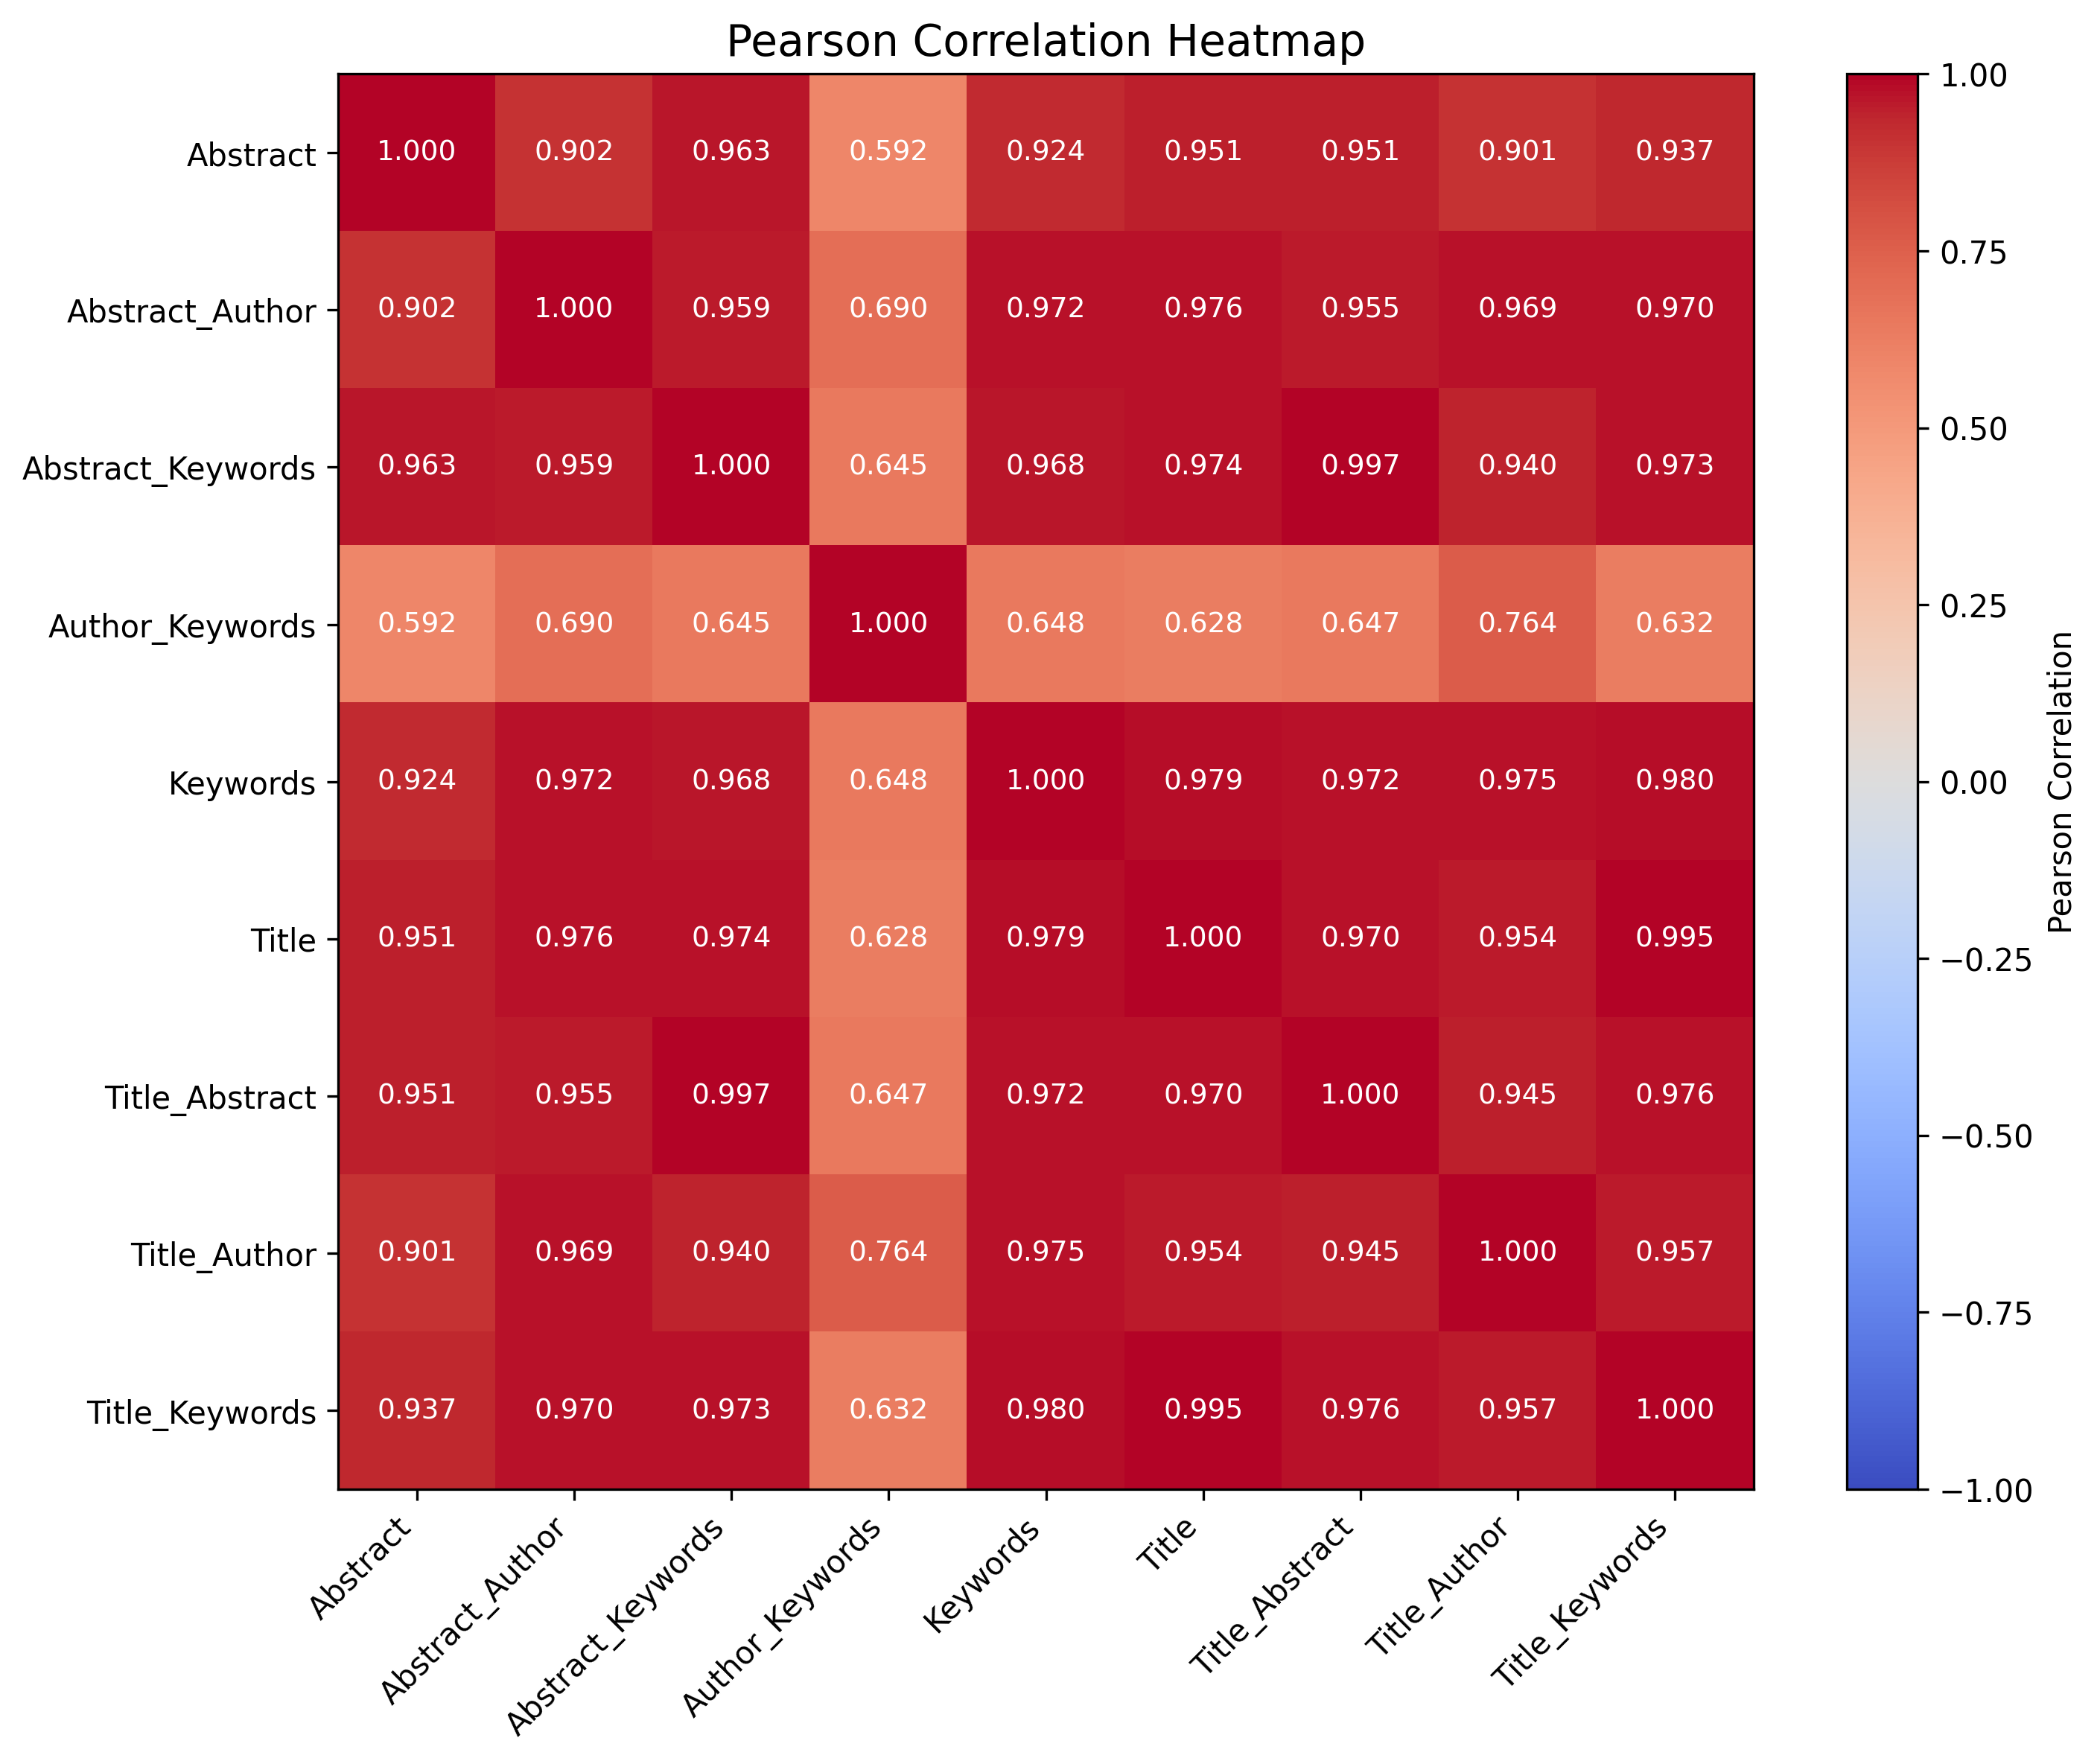 Pearson Correlation Heatmap
Abstract 1.000 0.902 0.963 0.592 0.924 0.951 0.951 0.901 0.937
Abstract_Author 0.902 1.000 0.959 0.690 0.972 0.976 0.955 0.969 0.970
Abstract_Keywords 0.963 0.959 1.000 0.645 0.968 0.974 0.997 0.940 0.973
Author_Keywords 0.592 0.690 0.645 1.000 0.648 0.628 0.647 0.764 0.632
Keywords 0.924 0.972 0.968 0.648 1.000 0.979 0.972 0.975 0.980
Title 0.951 0.976 0.974 0.628 0.979 1.000 0.970 0.954 0.995
Title_Abstract 0.951 0.955 0.997 0.647 0.972 0.970 1.000 0.945 0.976
Title_Author 0.901 0.969 0.940 0.764 0.975 0.954 0.945 1.000 0.957
Title_Keywords 0.937 0.970 0.973 0.632 0.980 0.995 0.976 0.957 1.000
Abstract
Abstract_Author
Abstract_Keywords
Author_Keywords
Keywords
Title
Title_Abstract
Title_Author
Title_Keywords
1.00
0.75
0.50
0.25
0.00
−0.25
−0.50
−0.75
−1.00
Pearson Correlation